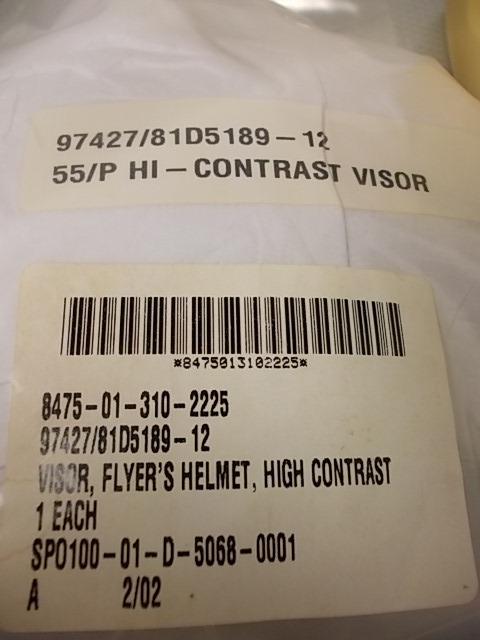 97427/81D5189-12
55/P HI-CONTRAST VISOR
*8475013102225*
8475-01-310-2225
97427/81D5189-12
VISOR, FLYER'S HELMET, HIGH CONTRAST
1 EACH
SPO100-01-D-5068-0001
A 2/02